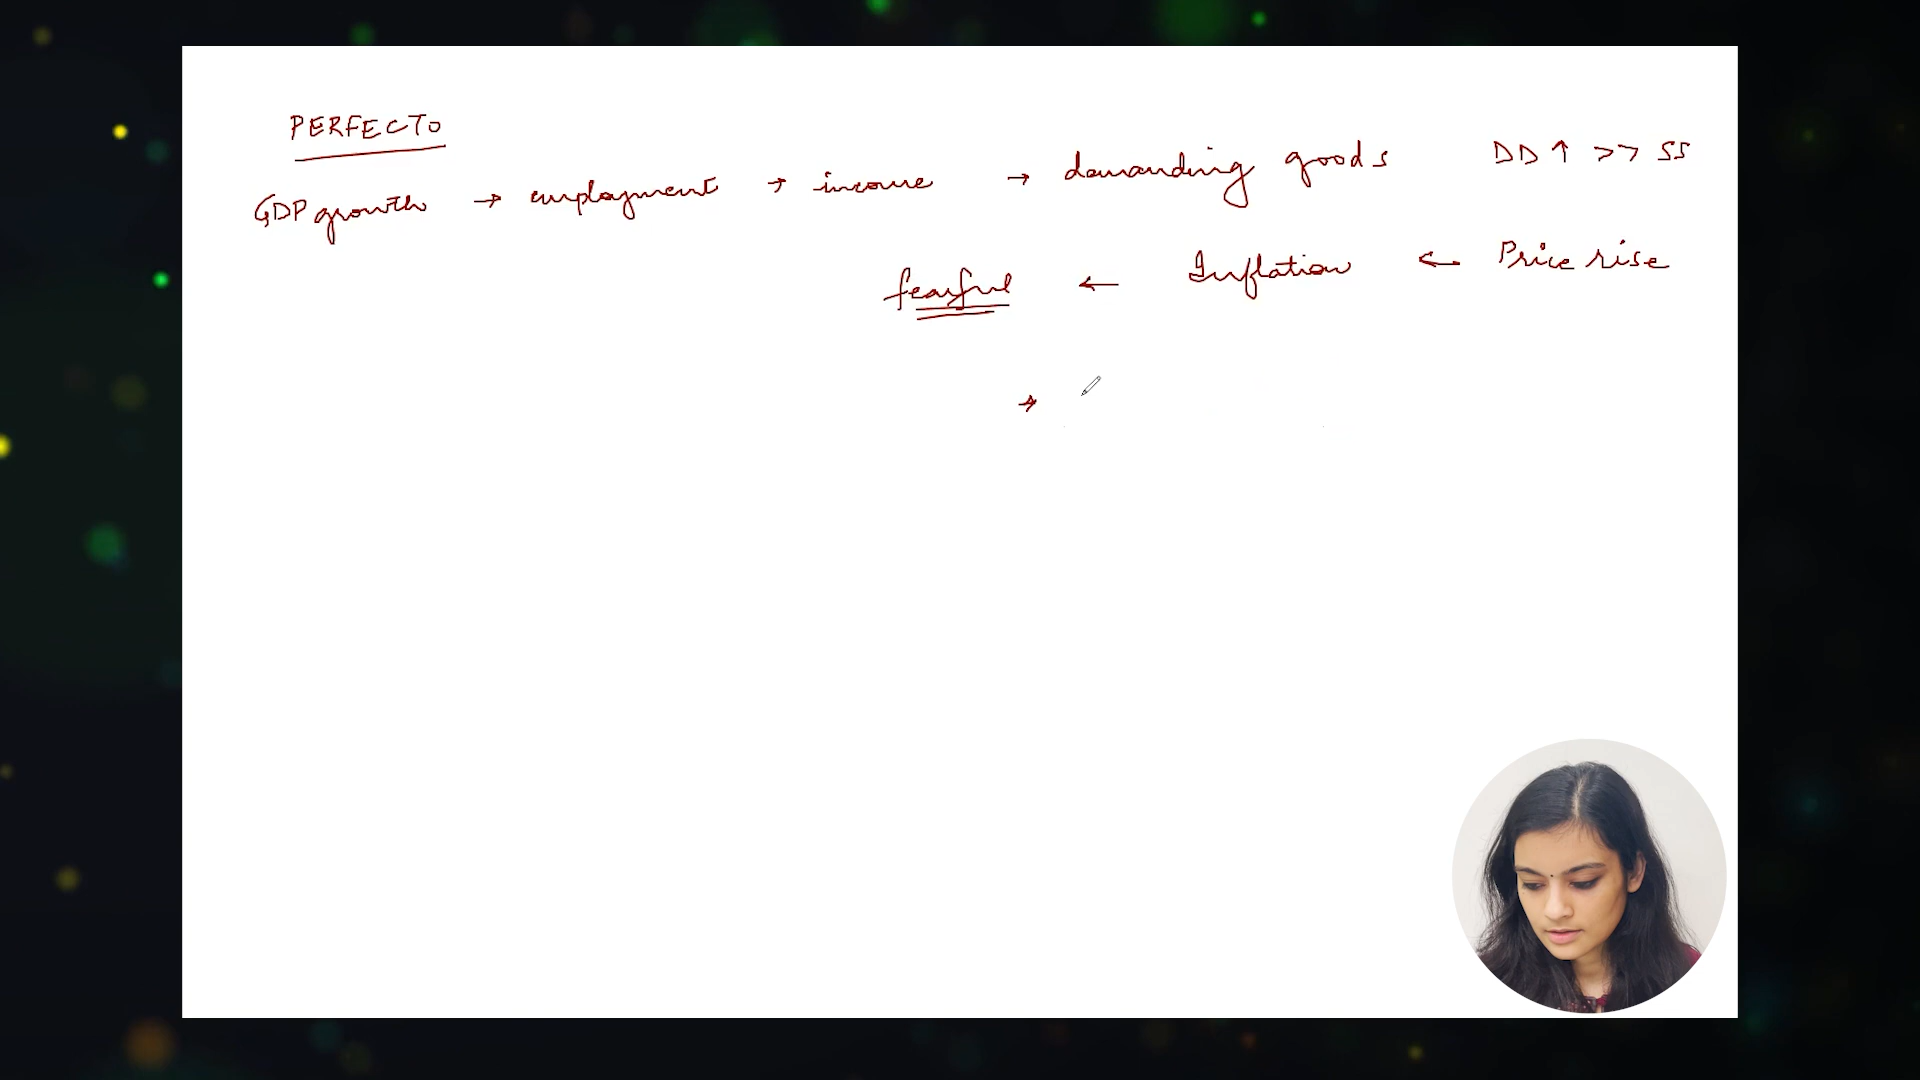 PERFECTO
GDP growth → employment → income → demanding goods DD ↑ >> SS
fearful ← Inflation ← Price rise
→